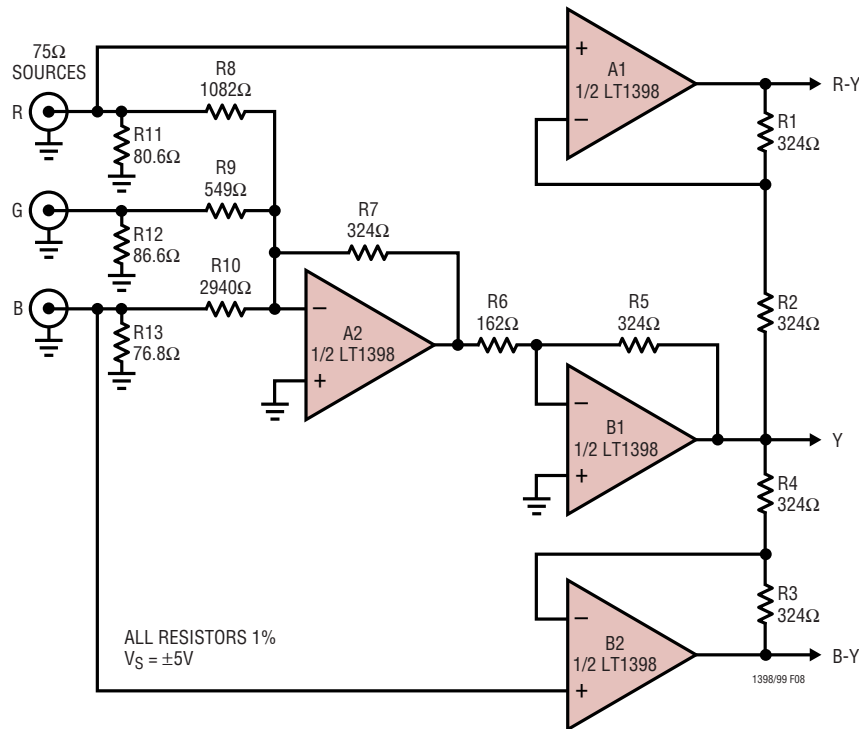 75Ω
SOURCES
R
R8
1082Ω
R11
80.6Ω
G
R9
549Ω
R12
86.6Ω
B
R10
2940Ω
R13
76.8Ω
R7
324Ω
−
+
A2
1/2 LT1398
R6
162Ω
R5
324Ω
−
+
B1
1/2 LT1398
+
−
A1
1/2 LT1398
R-Y
R1
324Ω
R2
324Ω
Y
R4
324Ω
R3
324Ω
−
+
B2
1/2 LT1398
B-Y
1398/99 F08
ALL RESISTORS 1%
VS = ±5V